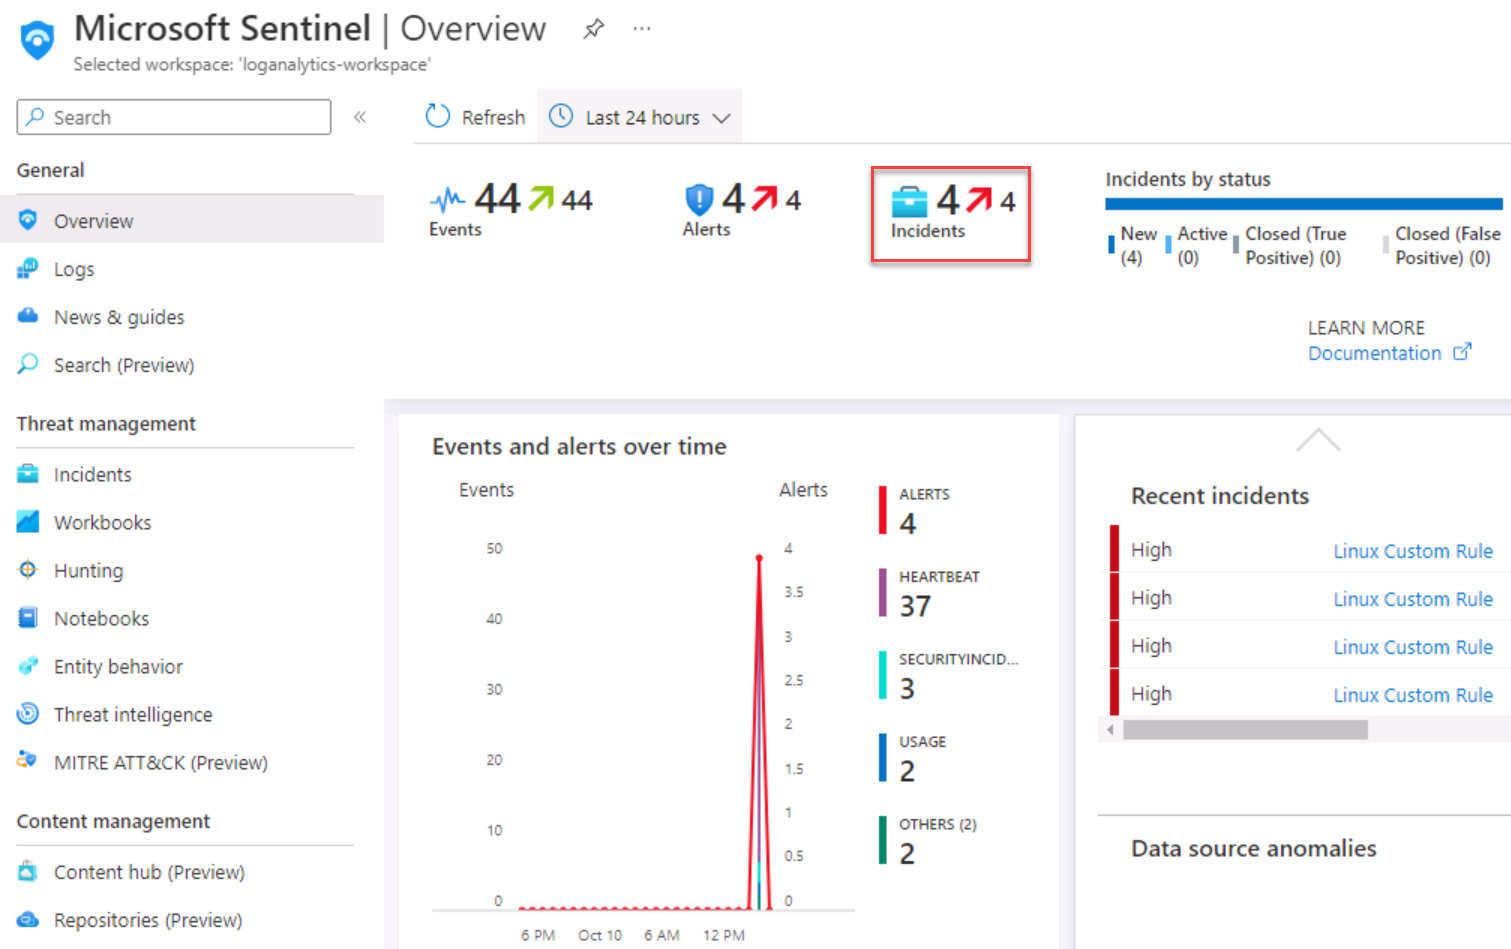 Microsoft Sentinel | Overview
Selected workspace: 'loganalytics-workspace'
Search
General
Overview
Logs
News & guides
Search (Preview)
Threat management
Incidents
Workbooks
Hunting
Notebooks
Entity behavior
Threat intelligence
MITRE ATT&CK (Preview)
Content management
Content hub (Preview)
Repositories (Preview)
Refresh
Last 24 hours
44 44
Events
4 4
Alerts
4 4
Incidents
Incidents by status
New (4)
Active (0)
Closed (True Positive) (0)
Closed (False Positive) (0)
LEARN MORE
Documentation
Events and alerts over time
Events
Alerts
50
40
30
20
10
0
4
3.5
3
2.5
2
1.5
1
0.5
0
6 PM
Oct 10
6 AM
12 PM
ALERTS
4
HEARTBEAT
37
SECURITYINCID...
3
USAGE
2
OTHERS (2)
2
Recent incidents
High Linux Custom Rule
High Linux Custom Rule
High Linux Custom Rule
High Linux Custom Rule
Data source anomalies